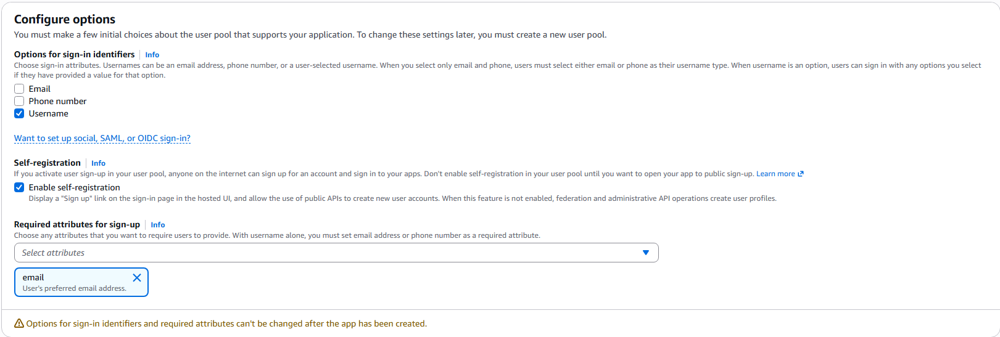 Configure options
You must make a few initial choices about the user pool that supports your application. To change these settings later, you must create a new user pool.
Options for sign-in identifiers Info
Choose sign-in attributes. Usernames can be an email address, phone number, or a user-selected username. When you select only email and phone, users must select either email or phone as their username type. When username is an option, users can sign in with any options you select
if they have provided a value for that option.
Email
Phone number
Username
Want to set up social, SAML, or OIDC sign-in?
Self-registration Info
If you activate user sign-up in your user pool, anyone on the internet can sign up for an account and sign in to your apps. Don't enable self-registration in your user pool until you want to open your app to public sign-up. Learn more
Enable self-registration
Display a "Sign up" link on the sign-in page in the hosted UI, and allow the use of public APIs to create new user accounts. When this feature is not enabled, federation and administrative API operations create user profiles.
Required attributes for sign-up Info
Choose any attributes that you want to require users to provide. With username alone, you must set email address or phone number as a required attribute.
Select attributes
email
User's preferred email address.
Options for sign-in identifiers and required attributes can't be changed after the app has been created.